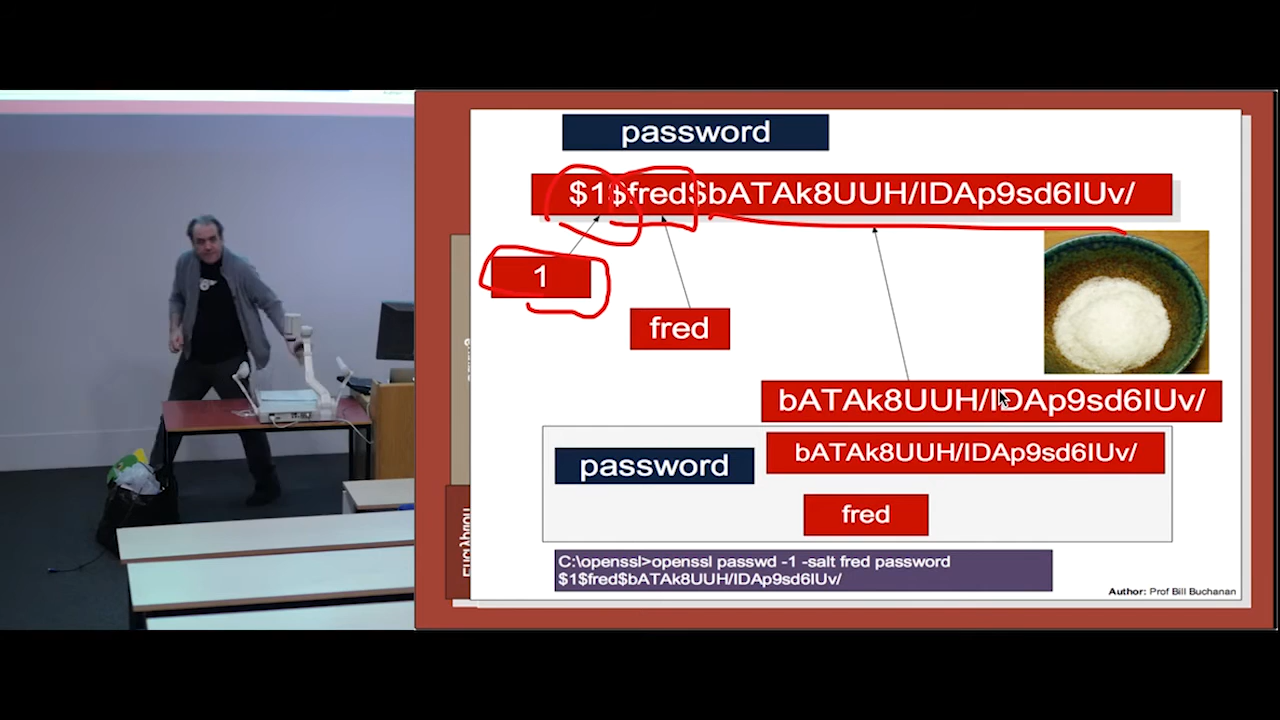 password
$1$fred$bATAk8UUH/IDAp9sd6IUv/
1
fred
bATAk8UUH/IDAp9sd6IUv/
password
bATAk8UUH/IDAp9sd6IUv/
fred
C:\openssl>openssl passwd -1 -salt fred password
$1$fred$bATAk8UUH/IDAp9sd6IUv/
Author: Prof Bill Buchanan